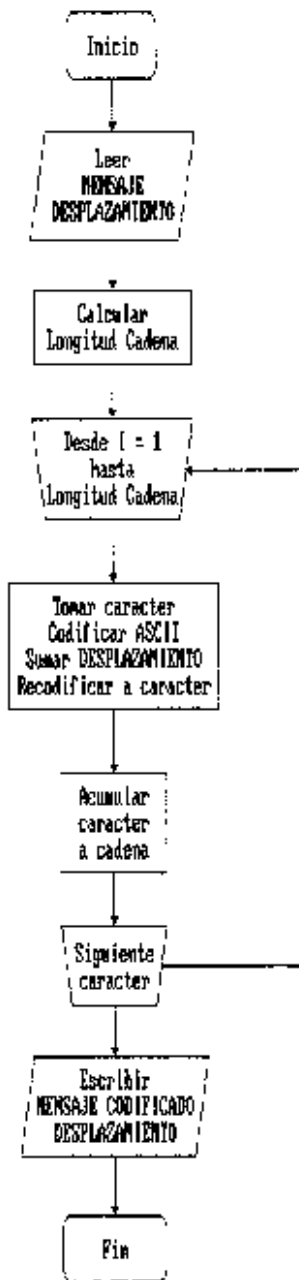 Inicio
Leer
MENSAJE
DESPLAZAMIENTO
Calcular
Longitud Cadena
Desde I = 1
hasta
Longitud Cadena
Tomar caracter
Codificar ASCII
Sumar DESPLAZAMIENTO
Recodificar a caracter
Acumular
caracter
a cadena
Siguiente
caracter
Escribir
MENSAJE CODIFICADO
DESPLAZAMIENTO
Fin